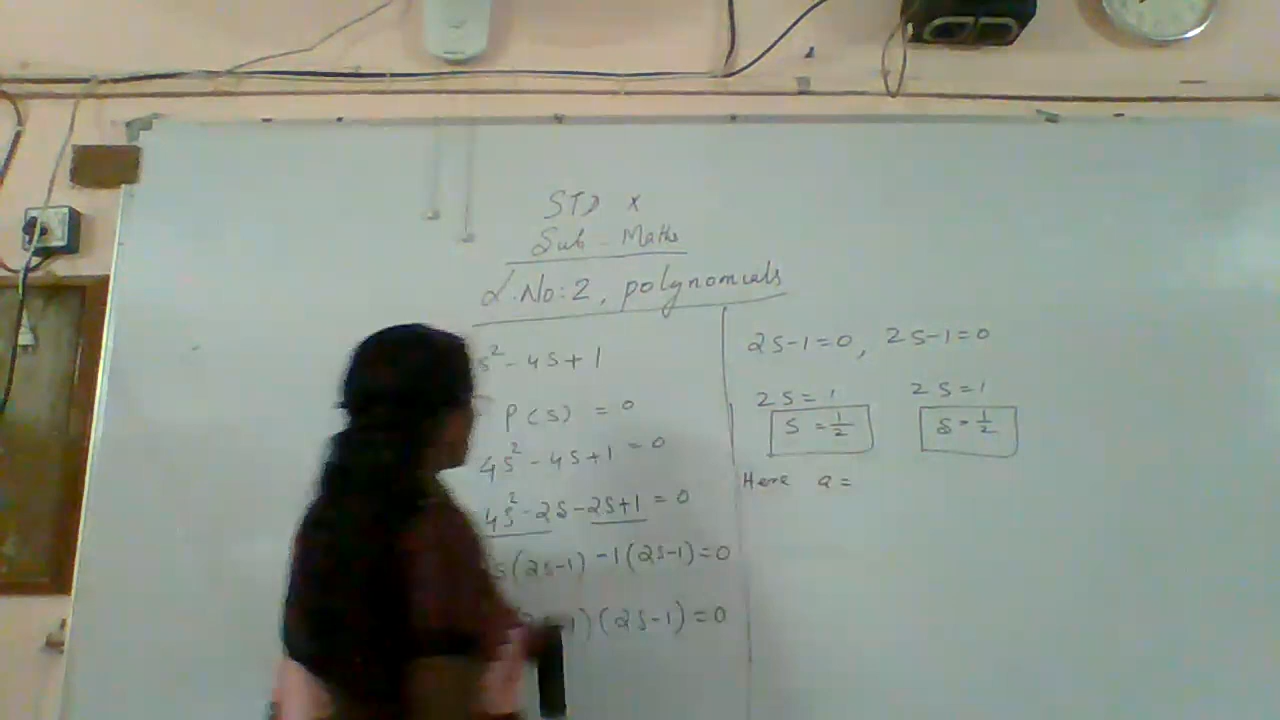 STD X
Sub - Maths
L.No: 2, polynomials
s² - 4s + 1
P(s) = 0
4s² - 4s + 1 = 0
4s² - 2s - 2s + 1 = 0
s(2s-1) - 1(2s-1) = 0
(2s-1)(2s-1) = 0
2s-1 = 0, 2s-1 = 0
2s = 1 2s = 1
s = 1/2 s = 1/2
Here a =